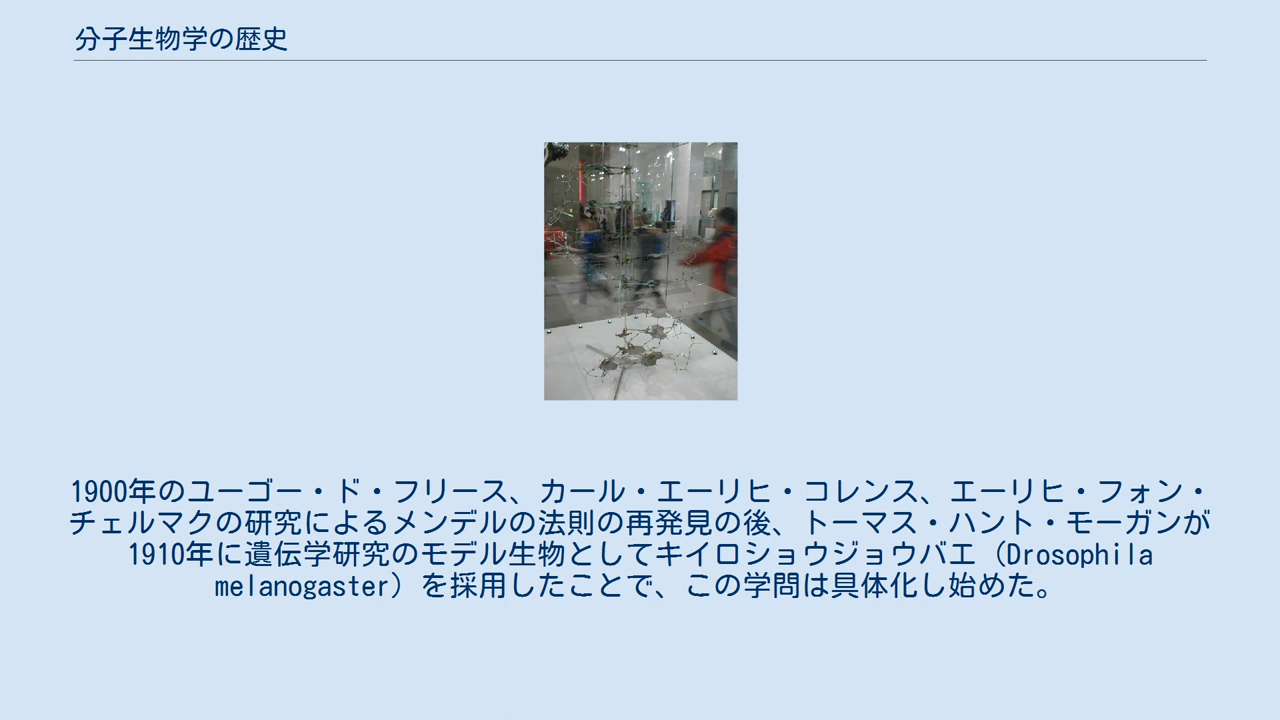 分子生物学の歴史
1900年のユーゴー・ド・フリース、カール・エーリヒ・コレンス、エーリヒ・フォン・
チェルマクの研究によるメンデルの法則の再発見の後、トーマス・ハント・モーガンが
1910年に遺伝学研究のモデル生物としてキイロショウジョウバエ（Drosophila
melanogaster）を採用したことで、この学問は具体化し始めた。